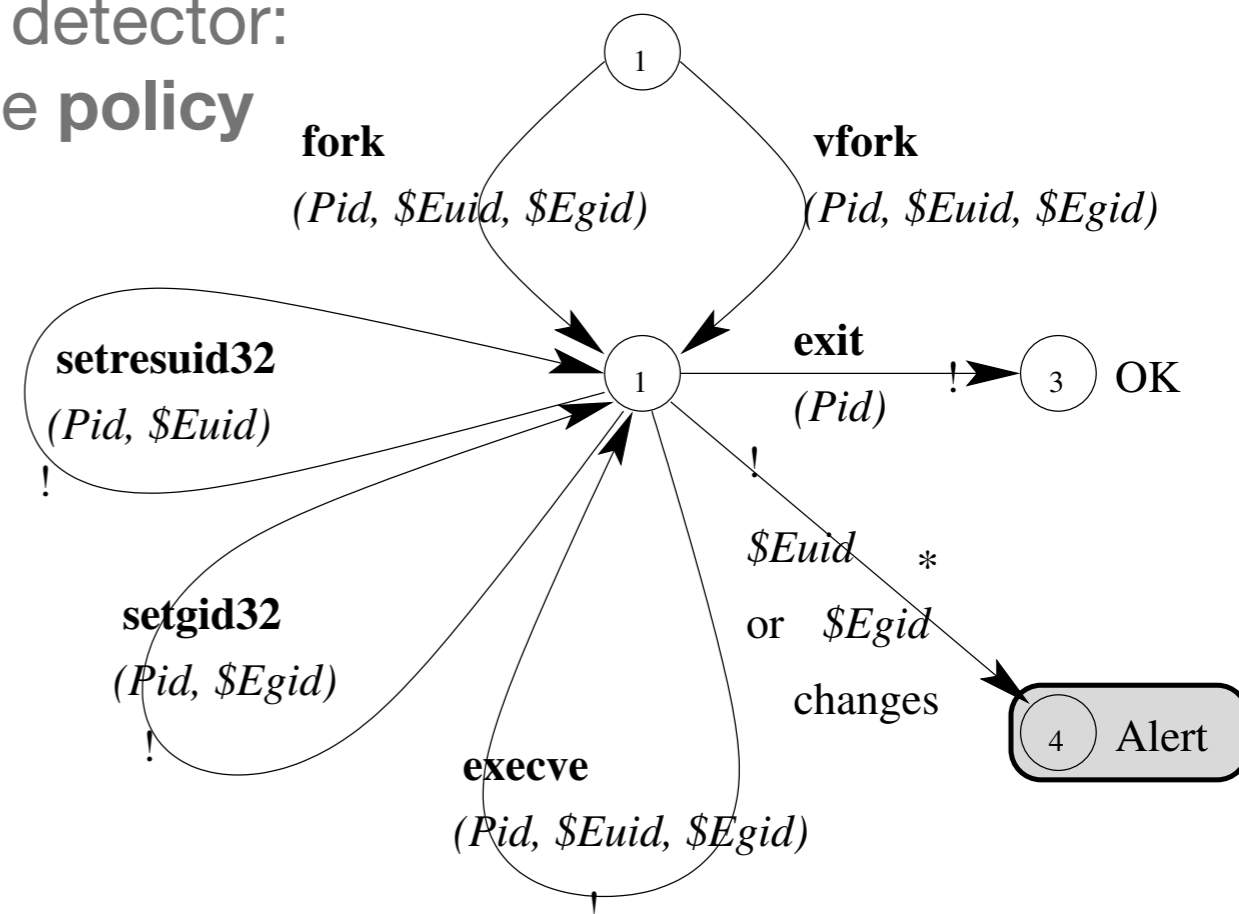 detector:
e policy
1
fork
(Pid, $Euid, $Egid)
vfork
(Pid, $Euid, $Egid)
setresuid32
(Pid, $Euid)
!
1
exit
(Pid)
!
3
OK
!
$Euid *
or $Egid
changes
4
Alert
setgid32
(Pid, $Egid)
!
execve
(Pid, $Euid, $Egid)
!